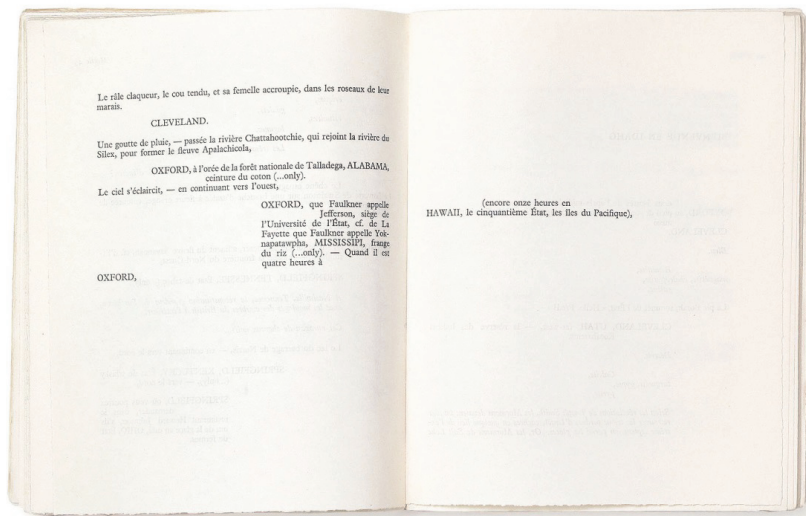 Le râle claqueur, le cou tendu, et sa femelle accroupie, dans les roseaux de leur
marais.
CLEVELAND.
Une goutte de pluie, — passée la rivière Chattahootchie, qui rejoint la rivière du
Silex, pour former le fleuve Apalachicola,
OXFORD, à l'orée de la forêt nationale de Talladega, ALABAMA,
ceinture du coton (...only).
Le ciel s'éclaircit, — en continuant vers l'ouest,
OXFORD, que Faulkner appelle
Jefferson, siège de
l'Université de l'État, cf. de La
Fayette que Faulkner appelle Yok-
napatawpha, MISSISSIPI, frange
du riz (...only). — Quand il est
quatre heures à
OXFORD,
(encore onze heures en
HAWAII, le cinquantième État, les Iles du Pacifique),